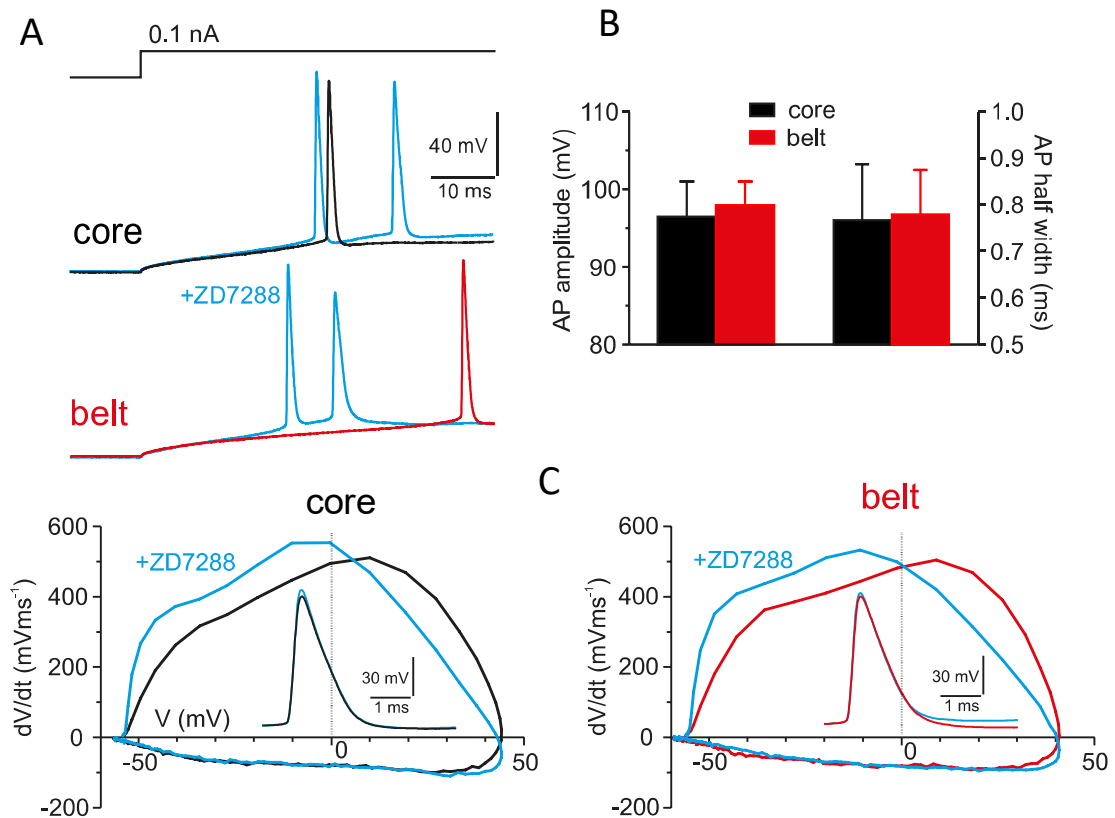 A
0.1 nA
40 mV
10 ms
core
+ZD7288
belt
B
core
belt
AP amplitude (mV)
110
100
90
80
1.0
0.9
0.8
0.7
0.6
0.5
AP half width (ms)
core
+ZD7288
dV/dt (mVms-1)
600
400
200
0
-200
V (mV)
30 mV
1 ms
-50
0
50
C
belt
+ZD7288
dV/dt (mVms-1)
600
400
200
0
-200
30 mV
1 ms
-50
0
50